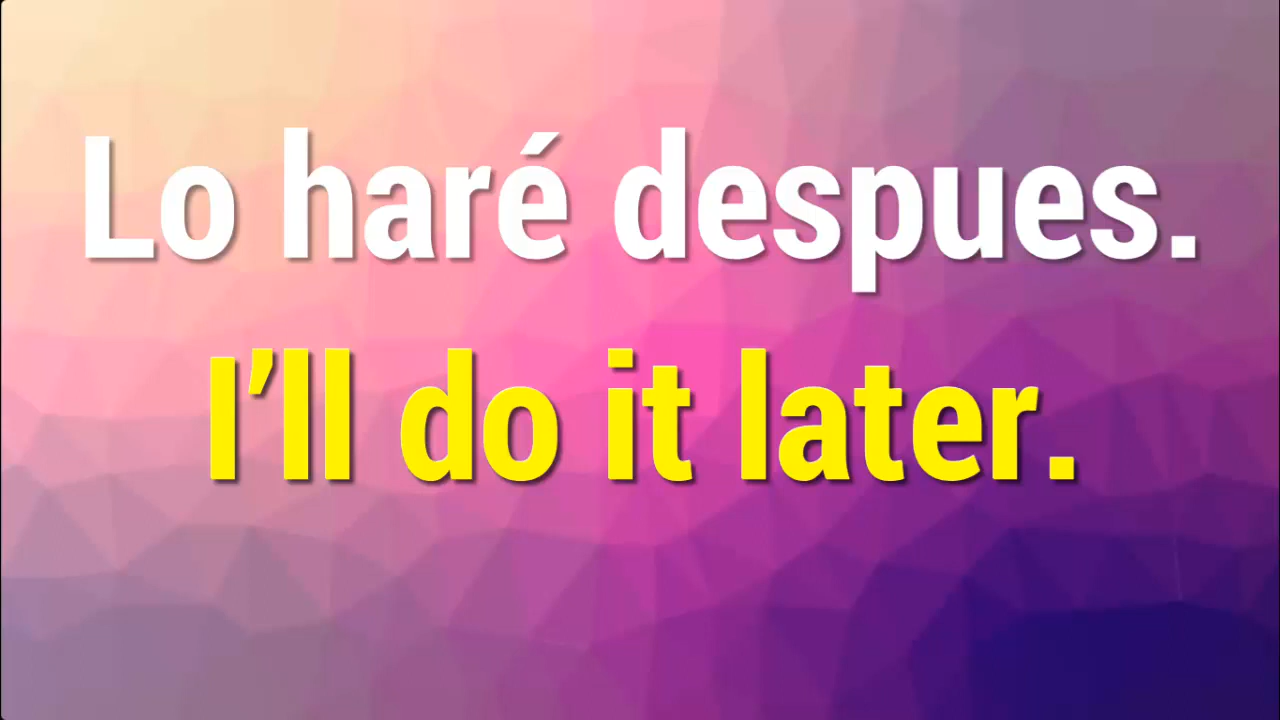 Lo haré despues.
I’ll do it later.